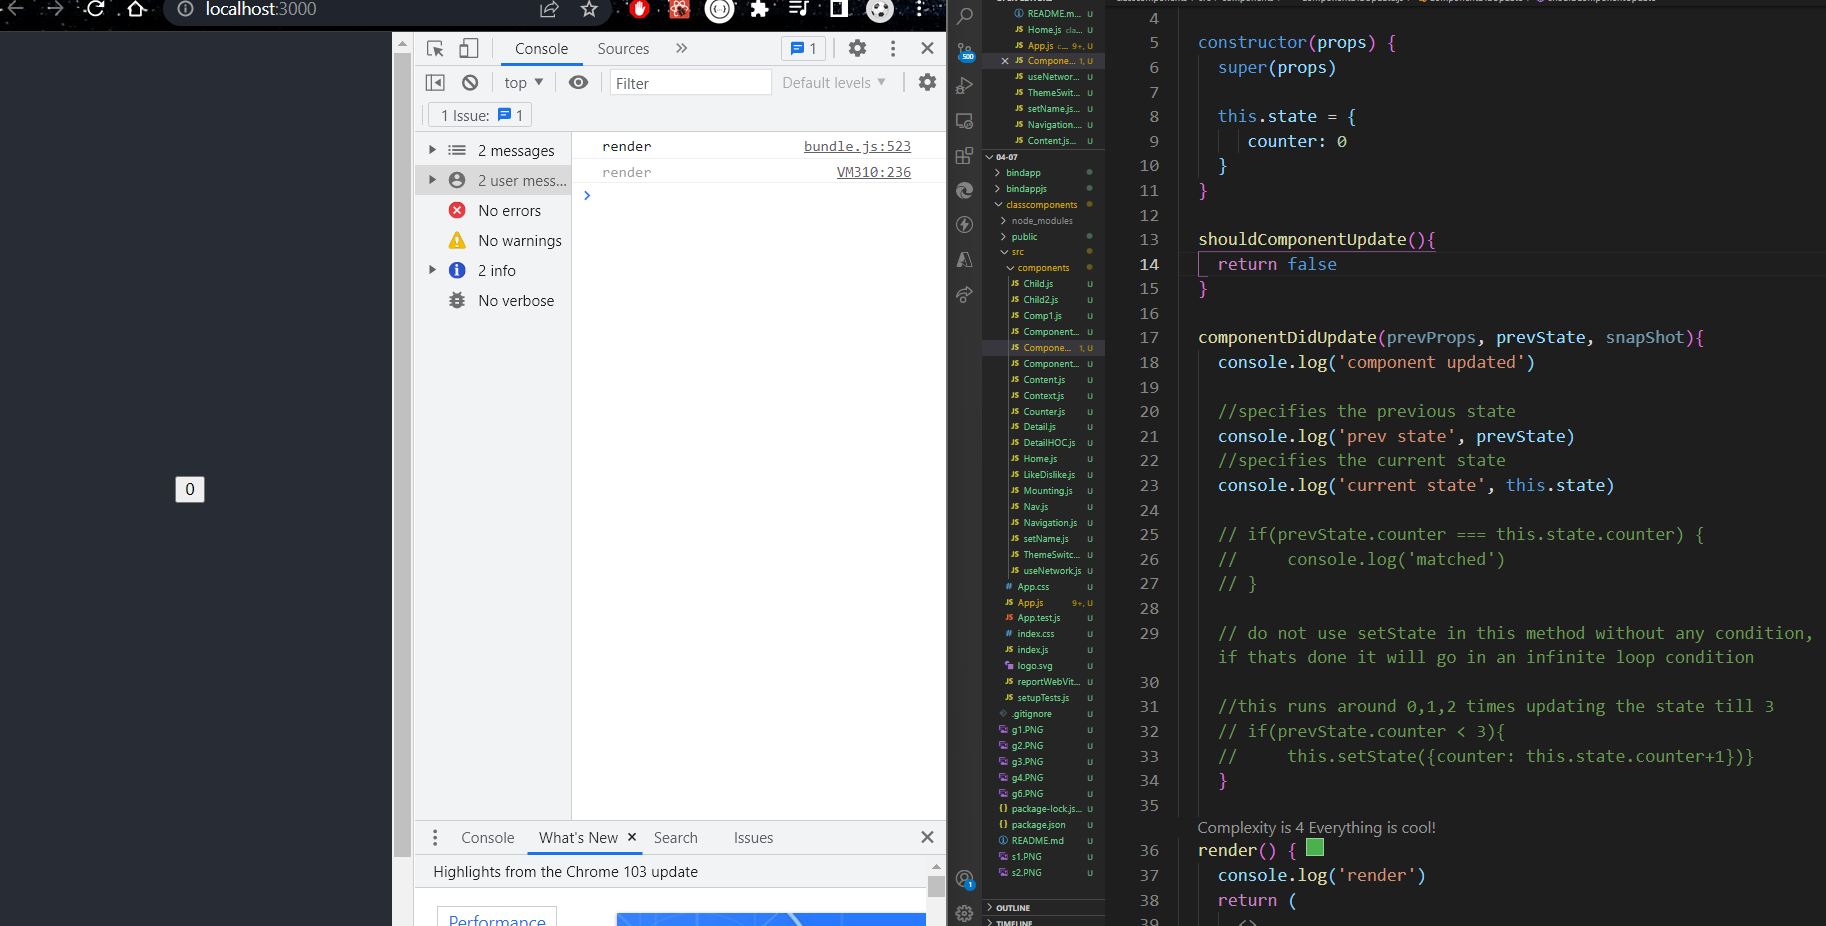 localhost:3000
Console
Sources
1
top
Filter
Default levels
1 Issue:
1
2 messages
2 user mess...
No errors
No warnings
2 info
No verbose
render
bundle.js:523
render
VM310:236
Console
What's New
Search
Issues
Highlights from the Chrome 103 update
Performance
500
1
README.m... U
Home.js cla... U
App.js c... 9+, U
Compone... 1, U
useNetwor... U
ThemeSwit... U
setName.js... U
Navigation.... U
Content.js... U
04-07
bindapp
bindappjs
classcomponents
node_modules
public
src
components
Child.js U
Child2.js U
Comp1.js U
Component... U
Compone... 1, U
Component... U
Content.js U
Context.js U
Counter.js U
Detail.js U
DetailHOC.js U
Home.js U
LikeDislike.js U
Mounting.js U
Nav.js U
Navigation.js U
setName.js U
ThemeSwitc... U
useNetwork.js U
App.css U
App.js 9+, U
App.test.js U
index.css U
index.js U
logo.svg U
reportWebVit... U
setupTests.js U
.gitignore U
g1.PNG U
g2.PNG U
g3.PNG U
g4.PNG U
g6.PNG U
package-lock.js... U
package.json U
README.md U
s1.PNG U
s2.PNG U
OUTLINE
TIMELINE
4
5 constructor(props) {
6 super(props)
7
8 this.state = {
9 counter: 0
10 }
11 }
12
13 shouldComponentUpdate(){
14 return false
15 }
16
17 componentDidUpdate(prevProps, prevState, snapShot){
18 console.log('component updated')
19
20 //specifies the previous state
21 console.log('prev state', prevState)
22 //specifies the current state
23 console.log('current state', this.state)
24
25 // if(prevState.counter === this.state.counter) {
26 // console.log('matched')
27 // }
28
29 // do not use setState in this method without any condition,
if thats done it will go in an infinite loop condition
30
31 //this runs around 0,1,2 times updating the state till 3
32 // if(prevState.counter < 3){
33 // this.setState({counter: this.state.counter+1})}
34 }
35
Complexity is 4 Everything is cool!
36 render() {
37 console.log('render')
38 return (
39 <>
0